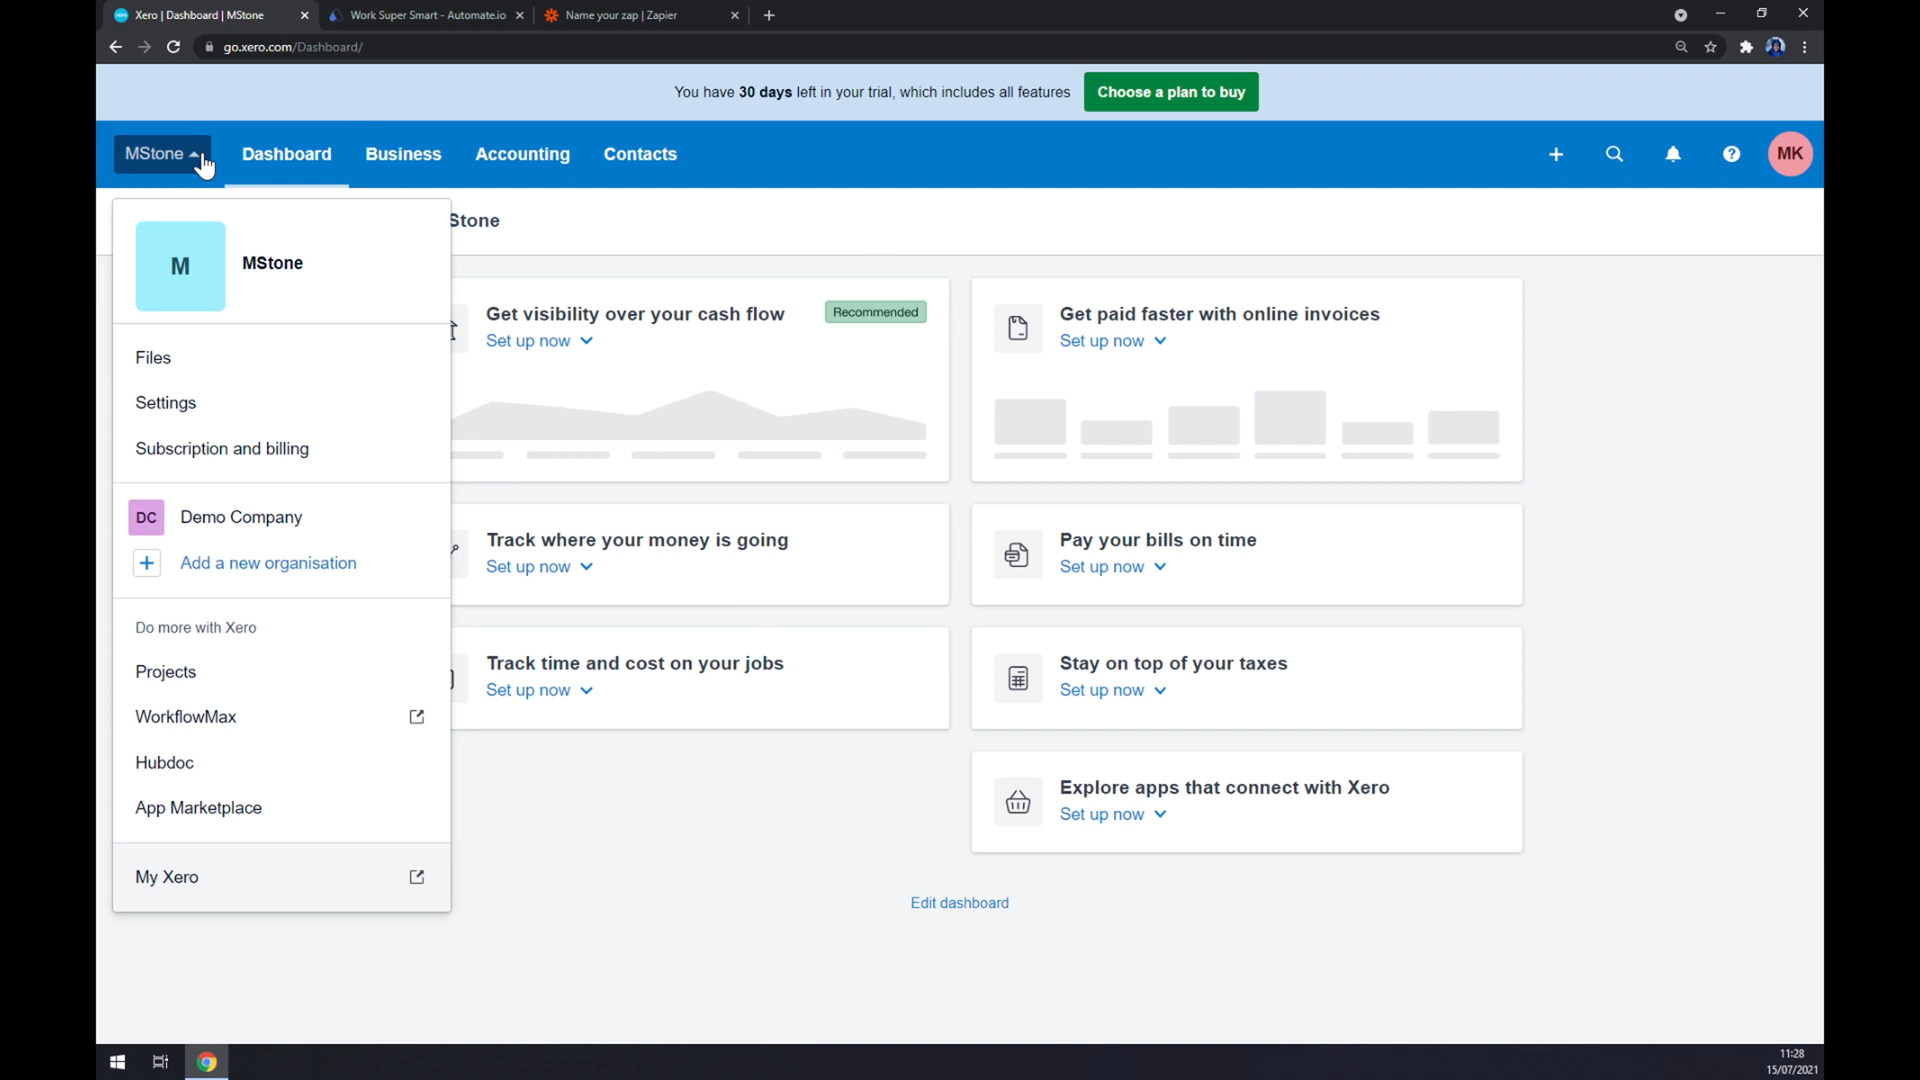 Xero | Dashboard | MStone
Work Super Smart - Automate.io
Name your zap | Zapier
go.xero.com/Dashboard/
You have 30 days left in your trial, which includes all features
Choose a plan to buy
MStone
Dashboard
Business
Accounting
Contacts
MK
M
MStone
Stone
Files
Settings
Subscription and billing
DC
Demo Company
Add a new organisation
Do more with Xero
Projects
WorkflowMax
Hubdoc
App Marketplace
My Xero
Get visibility over your cash flow
Recommended
Set up now
Get paid faster with online invoices
Set up now
Track where your money is going
Set up now
Pay your bills on time
Set up now
Track time and cost on your jobs
Set up now
Stay on top of your taxes
Set up now
Explore apps that connect with Xero
Set up now
Edit dashboard
11:28
15/07/2021